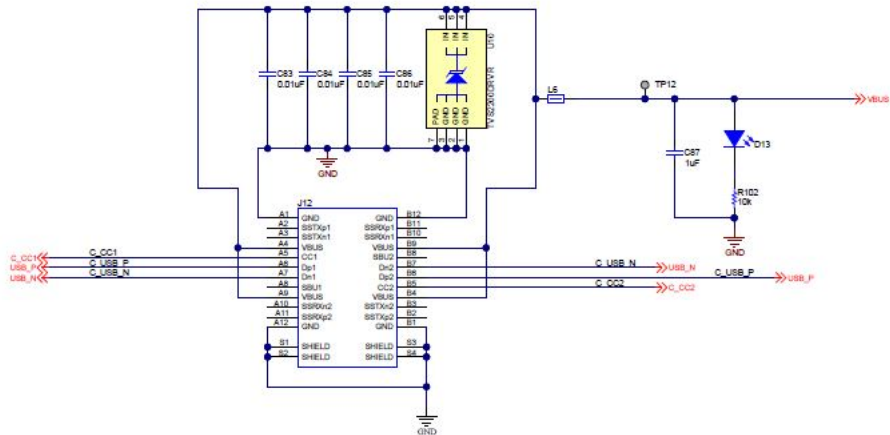 6 5 4
IN IN IN
U16
TVS2200DRVR
PAD GND GND GND
7 3 2 1
C83
0.01uF
C84
0.01uF
C85
0.01uF
C86
0.01uF
GND
L6
TP12
VBUS
C87
1uF
D13
R102
10k
GND
J12
A1 GND GND B12
A2 SSTXp1 SSRXp1 B11
A3 SSTXn1 SSRXn1 B10
A4 VBUS VBUS B9
C_CC1 C_CC1 A5 CC1 SBU2 B8
USB_P C_USB_P A6 Dp1 Dn2 B7 C_USB_N USB_N
USB_N C_USB_N A7 Dn1 Dp2 B6 C_USB_P USB_P
A8 SBU1 CC2 B5 C_CC2 C_CC2
A9 VBUS VBUS B4
A10 SSRXn2 SSTXn2 B3
A11 SSRXp2 SSTXp2 B2
A12 GND GND B1
S1 SHIELD SHIELD S3
S2 SHIELD SHIELD S4
GND